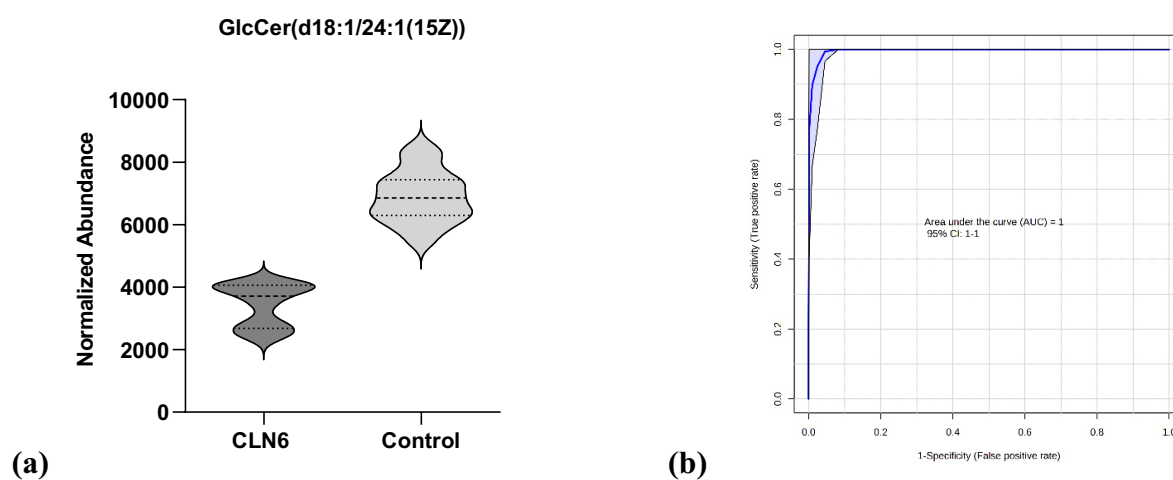 GlcCer(d18:1/24:1(15Z))
Normalized Abundance
10000
8000
6000
4000
2000
0
CLN6 Control
(a)
Sensitivity (True positive rate)
1.0
0.8
0.6
0.4
0.2
0.0
Area under the curve (AUC) = 1
95% CI: 1-1
0.0 0.2 0.4 0.6 0.8 1.0
1-Specificity (False positive rate)
(b)